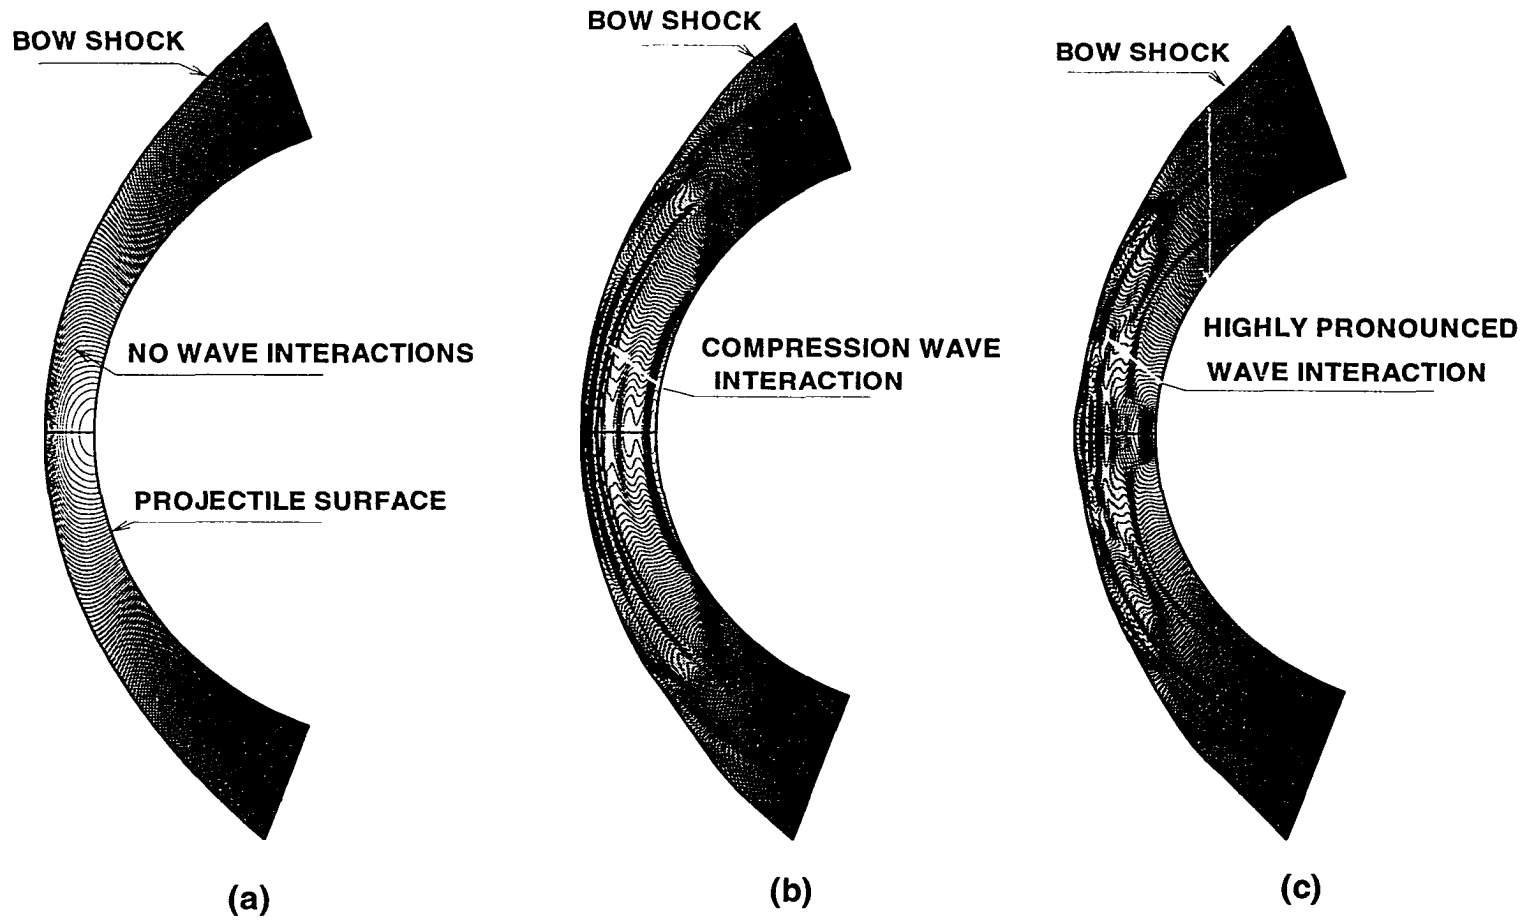 BOW SHOCK
NO WAVE INTERACTIONS
PROJECTILE SURFACE
(a)
BOW SHOCK
COMPRESSION WAVE
INTERACTION
(b)
BOW SHOCK
HIGHLY PRONOUNCED
WAVE INTERACTION
(c)